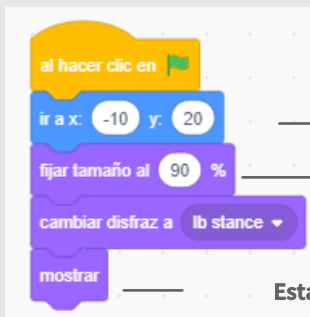 al hacer clic en
ir a x: -10 y: 20
fijar tamaño al 90 %
cambiar disfraz a lb stance
mostrar
Esta